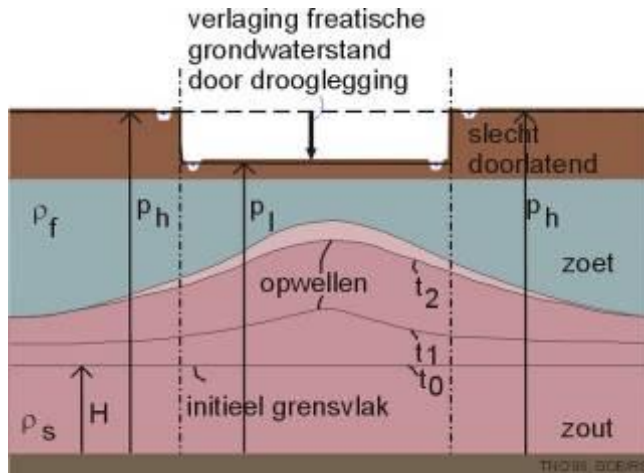 verlaging freatische
grondwaterstand
door drooglegging
slecht
doorlatend
ρf
ph
pl
ph
zoet
opwellen
t2
t1
t0
initieel grensvlak
ρs
H
zout